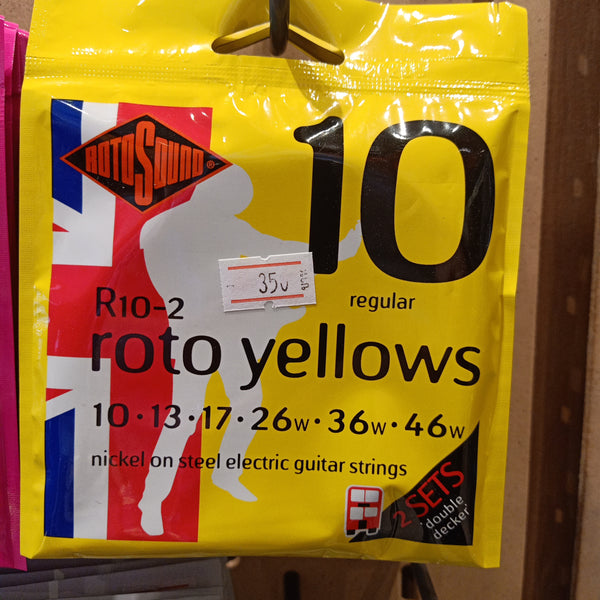 ROTOSOUND®
10
regular
350
R10-2
roto yellows
10·13·17·26w·36w·46w
nickel on steel electric guitar strings
2 SETS
'double
decker'